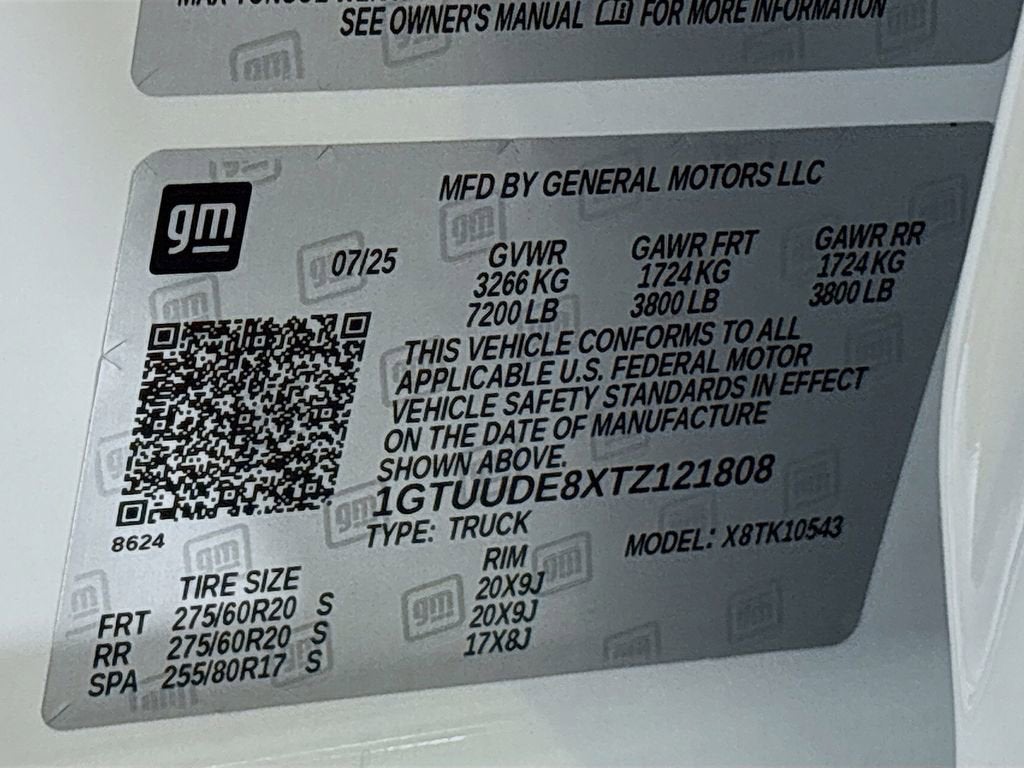 SEE OWNER'S MANUAL FOR MORE INFORMATION
gm
MFD BY GENERAL MOTORS LLC
07/25
GVWR GAWR FRT GAWR RR
3266 KG 1724 KG 1724 KG
7200 LB 3800 LB 3800 LB
THIS VEHICLE CONFORMS TO ALL
APPLICABLE U.S. FEDERAL MOTOR
VEHICLE SAFETY STANDARDS IN EFFECT
ON THE DATE OF MANUFACTURE
SHOWN ABOVE.
1GTUUDE8XTZ121808
8624
TYPE: TRUCK MODEL: X8TK10543
TIRE SIZE RIM
FRT 275/60R20 S 20X9J
RR 275/60R20 S 20X9J
SPA 255/80R17 S 17X8J